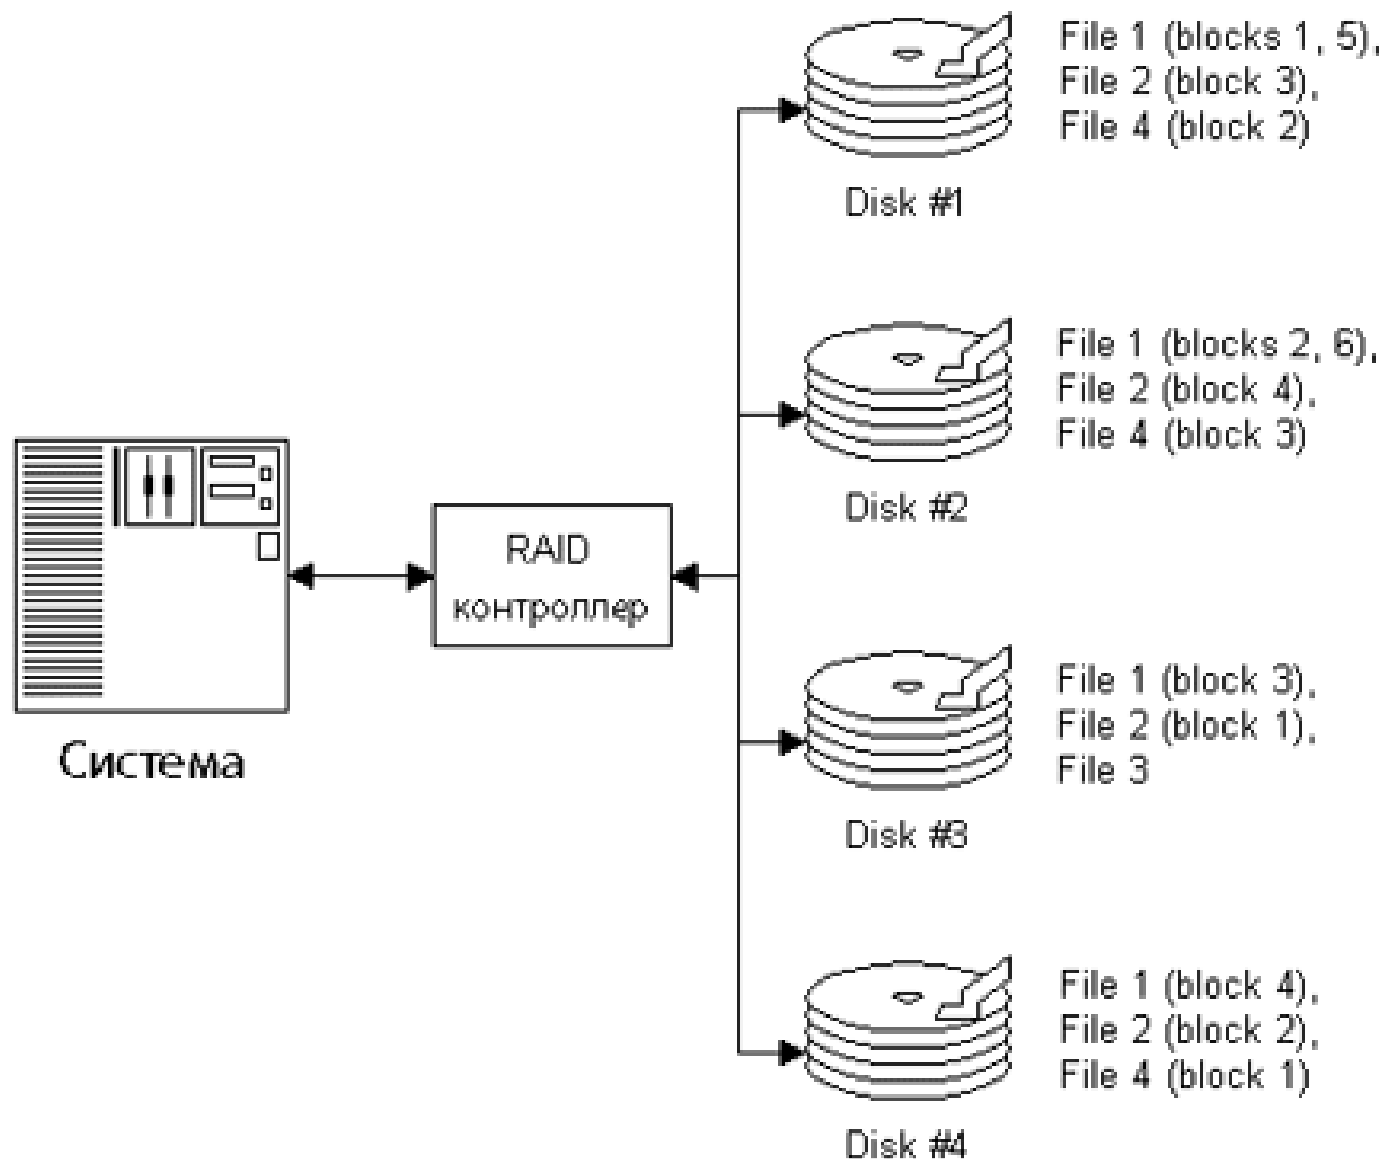 File 1 (blocks 1, 5),
File 2 (block 3),
File 4 (block 2)
Disk #1
File 1 (blocks 2, 6),
File 2 (block 4),
File 4 (block 3)
Disk #2
RAID
контроллер
Система
File 1 (block 3),
File 2 (block 1),
File 3
Disk #3
File 1 (block 4),
File 2 (block 2),
File 4 (block 1)
Disk #4